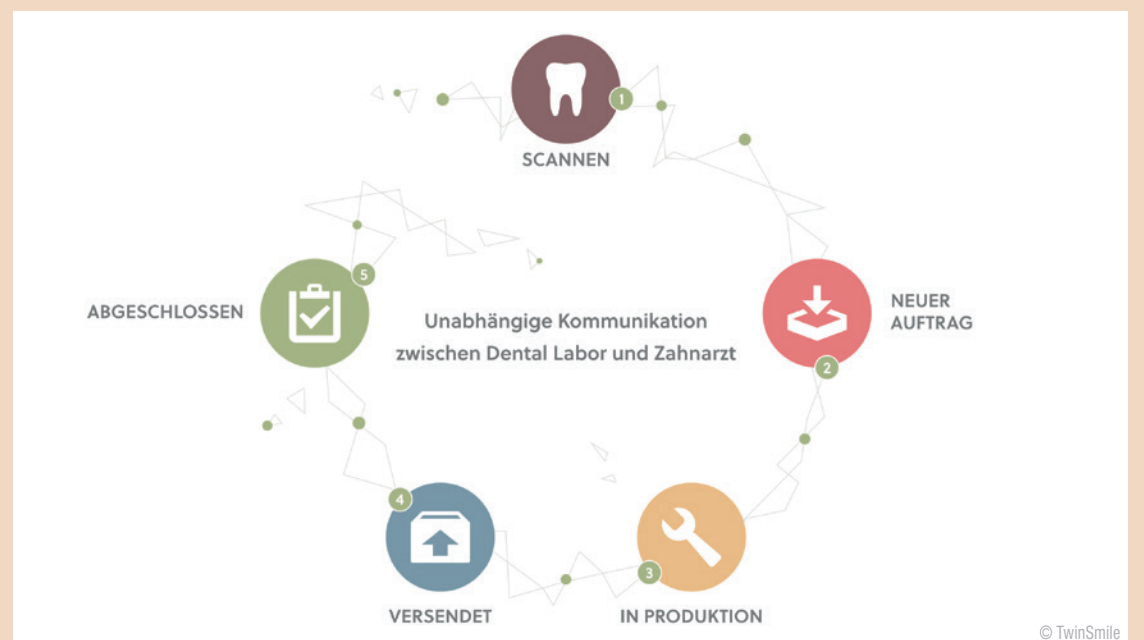 1
SCANNEN
5
ABGESCHLOSSEN
NEUER
AUFTRAG
2
Unabhängige Kommunikation
zwischen Dental Labor und Zahnarzt
4
VERSENDET
3
IN PRODUKTION
© TwinSmile